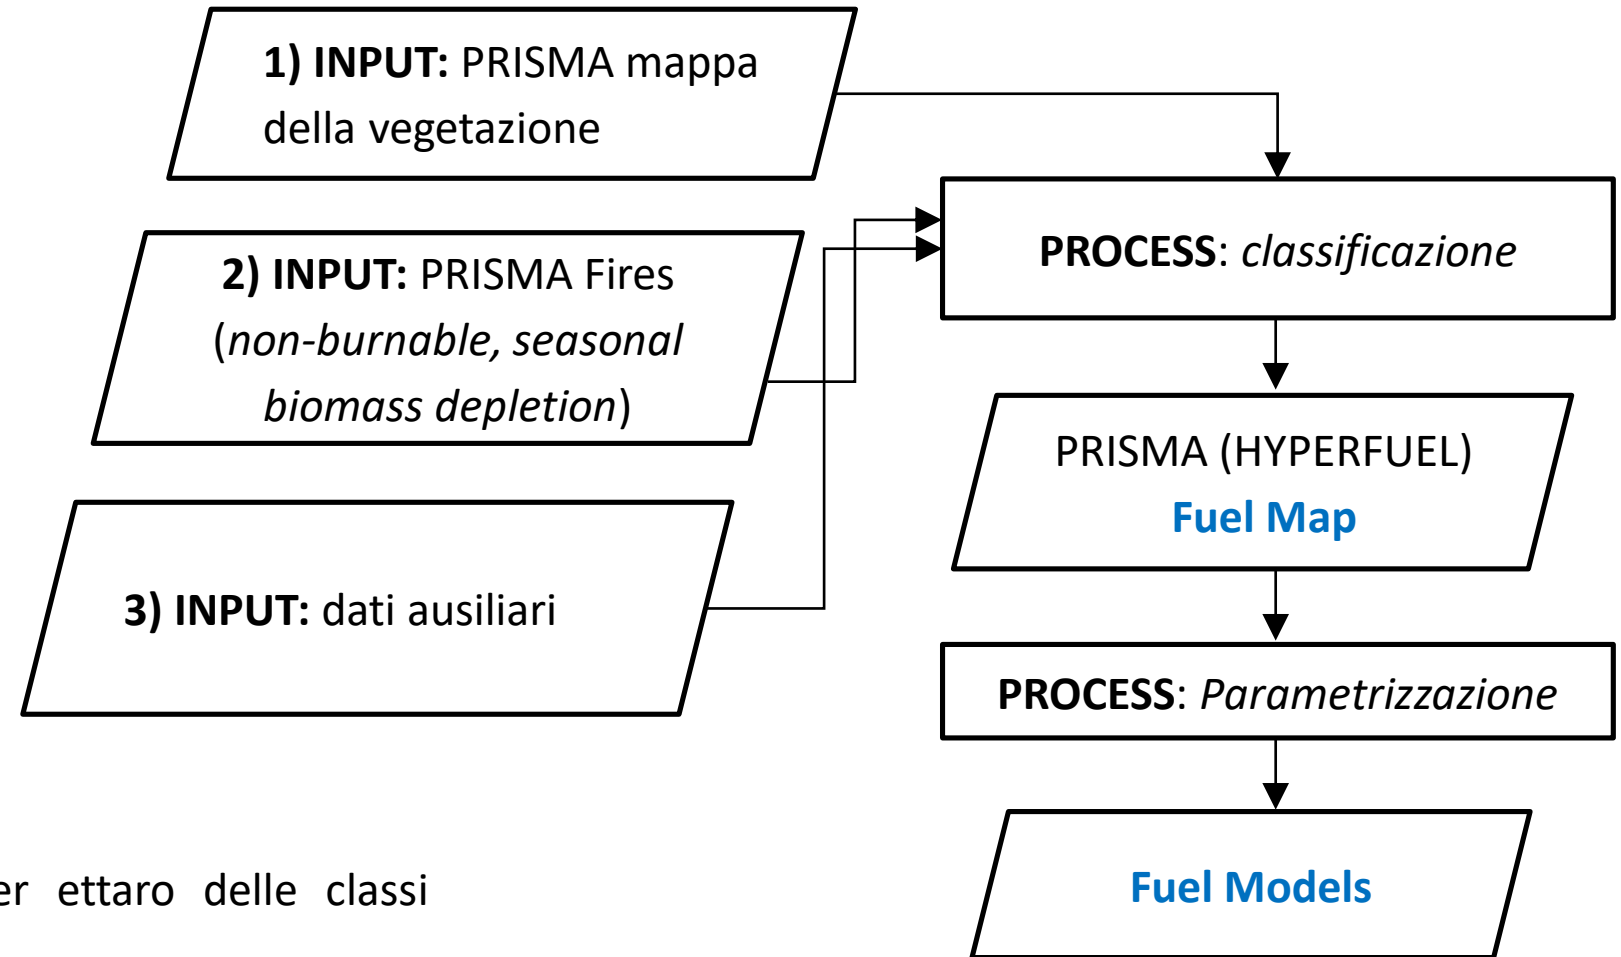 1) INPUT: PRISMA mappa
della vegetazione
2) INPUT: PRISMA Fires
(non-burnable, seasonal
biomass depletion)
3) INPUT: dati ausiliari
PROCESS: classificazione
PRISMA (HYPERFUEL)
Fuel Map
PROCESS: Parametrizzazione
Fuel Models
ettaro delle classi